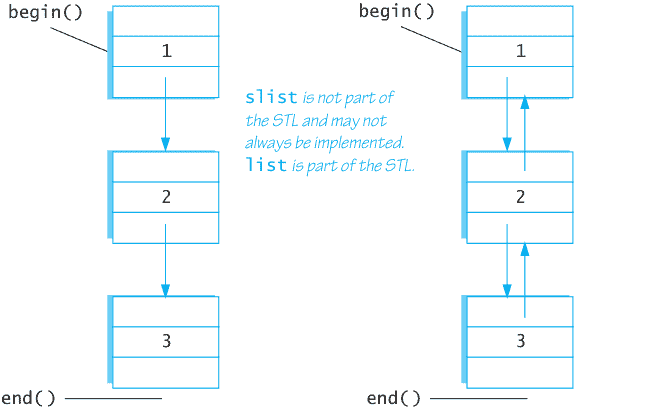 begin()
1
2
3
end()
slist is not part of
the STL and may not
always be implemented.
list is part of the STL.
begin()
1
2
3
end()